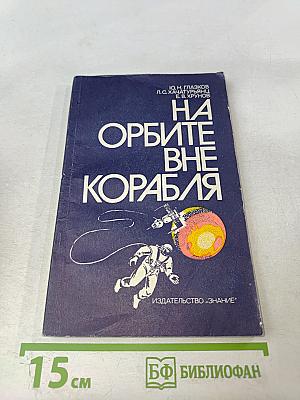 Ю. Н. ГЛАЗКОВ
Л. С. ХАЧАТУРЬЯНЦ
Е. В. ХРУНОВ
НА
ОРБИТЕ
ВНЕ
КОРАБЛЯ
ИЗДАТЕЛЬСТВО „ЗНАНИЕ"
15 см
БФ БИБЛИОФАН